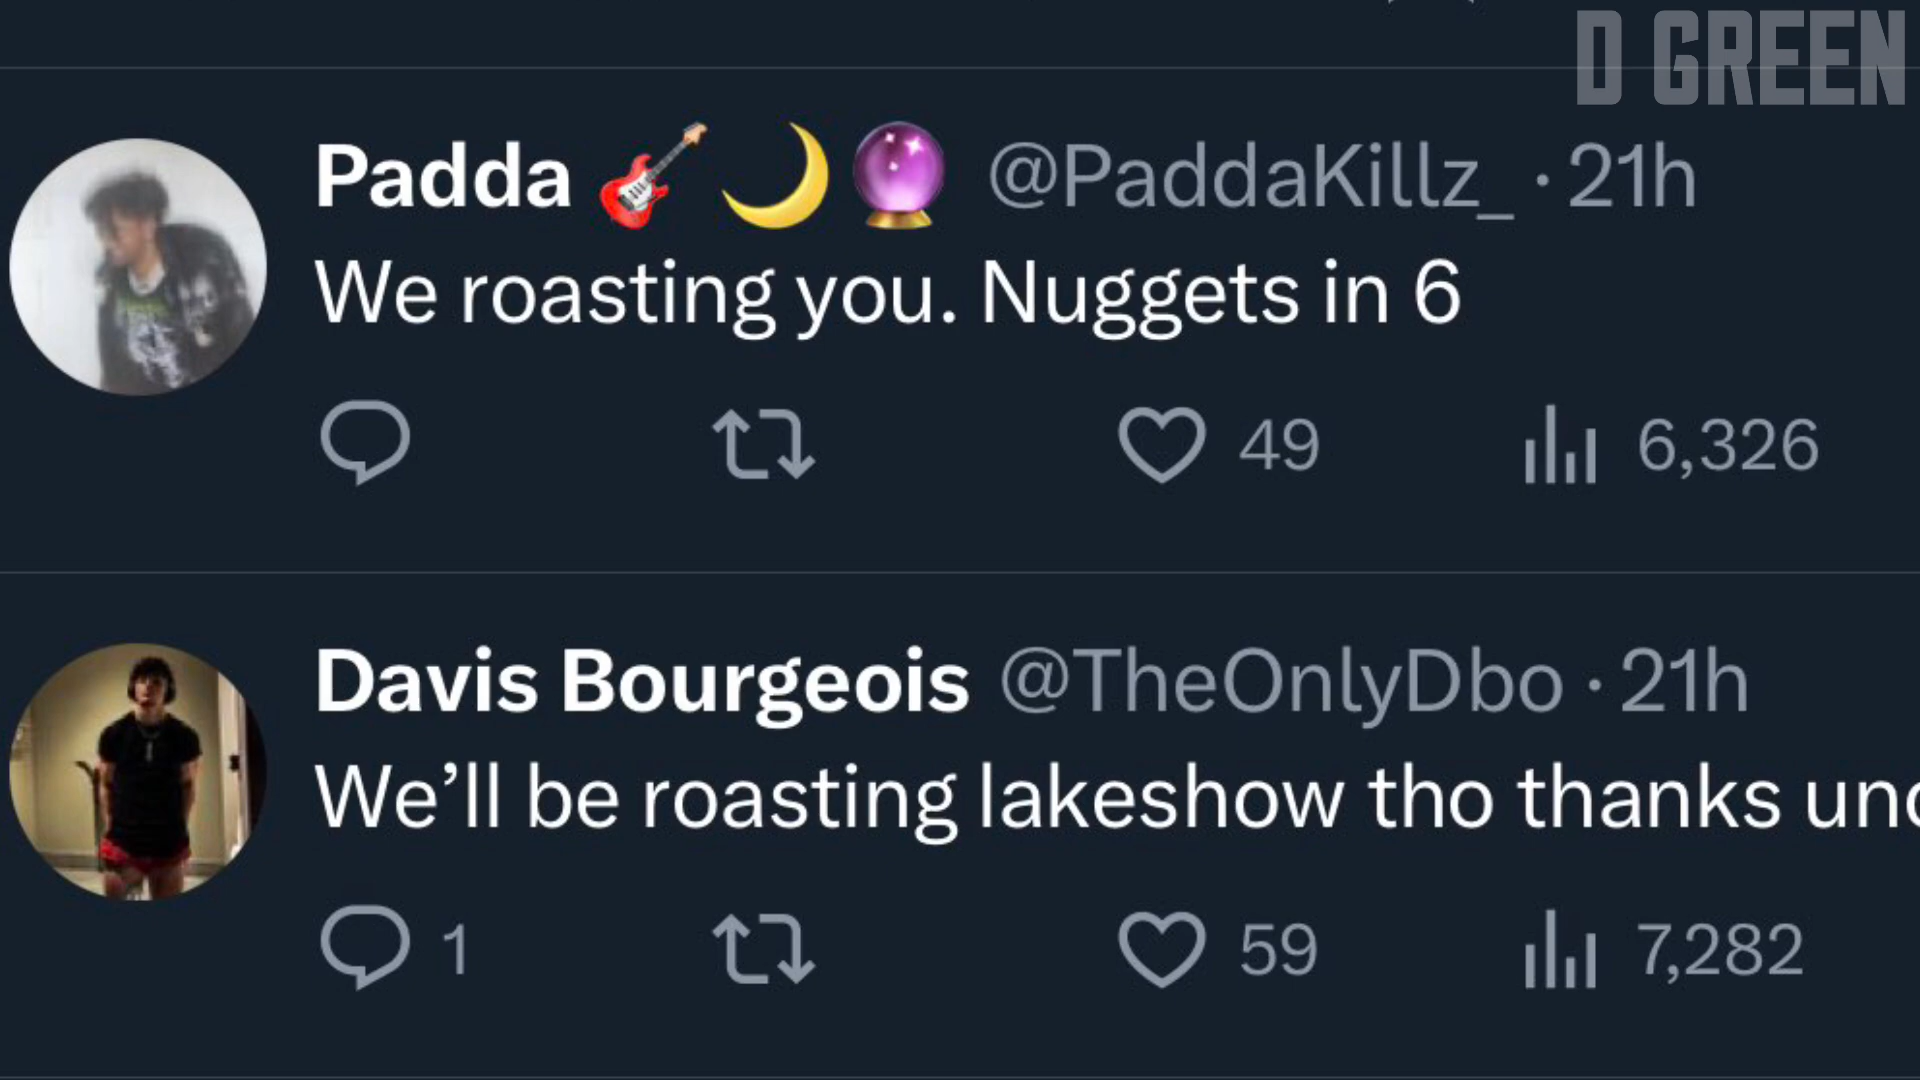 D GREEN
Padda 🎸🌙🔮 @PaddaKillz_ · 21h
We roasting you. Nuggets in 6
49 6,326
Davis Bourgeois @TheOnlyDbo · 21h
We’ll be roasting lakeshow tho thanks
1 59 7,282